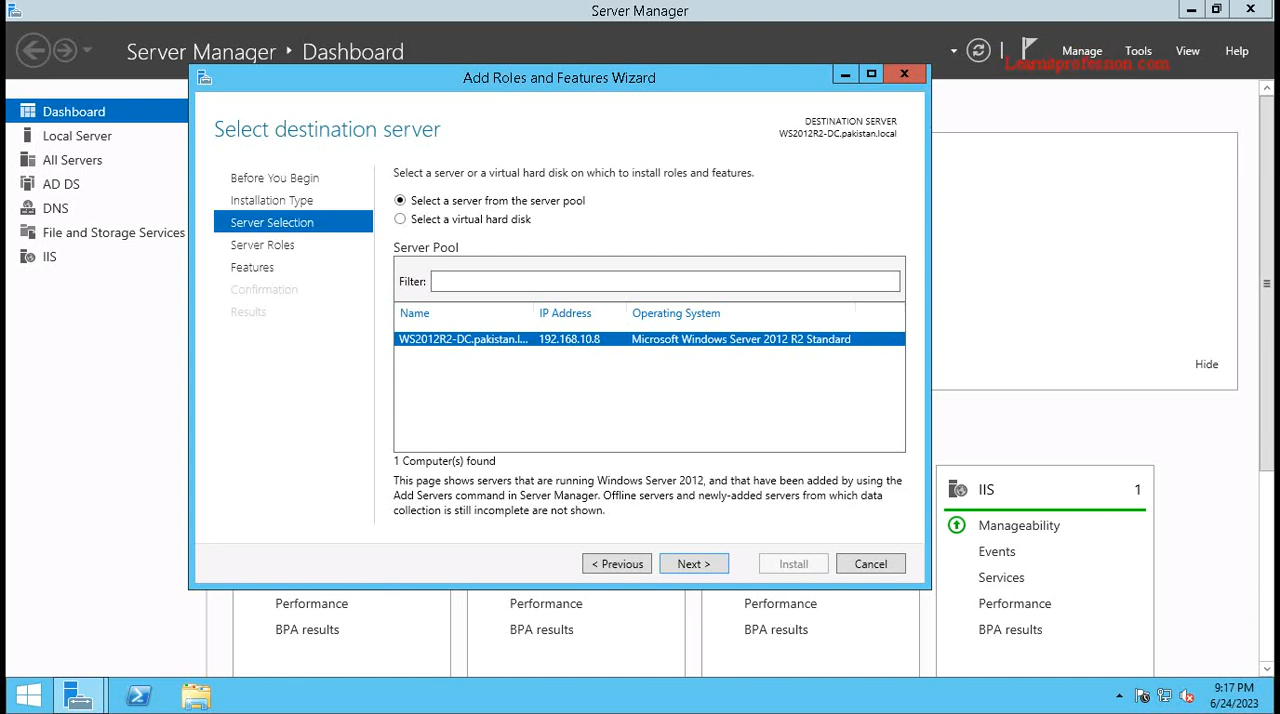 Server Manager
Server Manager ‣ Dashboard
Manage Tools View Help
Learn4profession com
Add Roles and Features Wizard
Dashboard
Local Server
All Servers
AD DS
DNS
File and Storage Services
IIS
Select destination server
DESTINATION SERVER
WS2012R2-DC.pakistan.local
Before You Begin
Installation Type
Server Selection
Server Roles
Features
Confirmation
Results
Select a server or a virtual hard disk on which to install roles and features.
Select a server from the server pool
Select a virtual hard disk
Server Pool
Filter:
Name IP Address Operating System
WS2012R2-DC.pakistan.l... 192.168.10.8 Microsoft Windows Server 2012 R2 Standard
1 Computer(s) found
This page shows servers that are running Windows Server 2012, and that have been added by using the
Add Servers command in Server Manager. Offline servers and newly-added servers from which data
collection is still incomplete are not shown.
< Previous Next > Install Cancel
Hide
IIS 1
Manageability
Events
Services
Performance Performance Performance Performance
BPA results BPA results BPA results BPA results
9:17 PM
6/24/2023